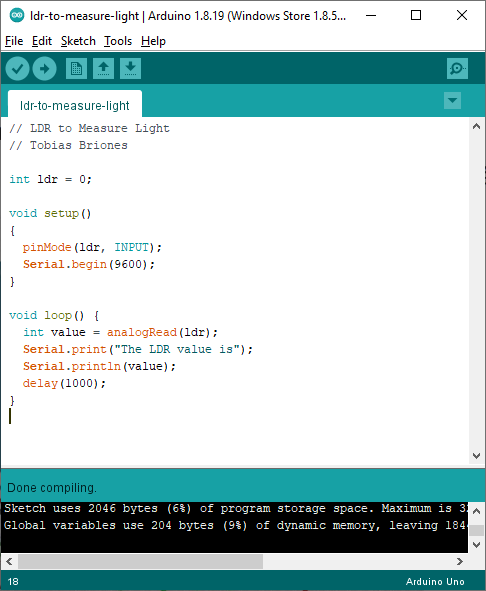 ldr-to-measure-light | Arduino 1.8.19 (Windows Store 1.8.5...
File Edit Sketch Tools Help
ldr-to-measure-light
// LDR to Measure Light
// Tobias Briones
int ldr = 0;
void setup()
{
  pinMode(ldr, INPUT);
  Serial.begin(9600);
}
void loop() {
  int value = analogRead(ldr);
  Serial.print("The LDR value is");
  Serial.println(value);
  delay(1000);
}
Done compiling.
Sketch uses 2046 bytes (6%) of program storage space. Maximum is 32
Global variables use 204 bytes (9%) of dynamic memory, leaving 184
18 Arduino Uno